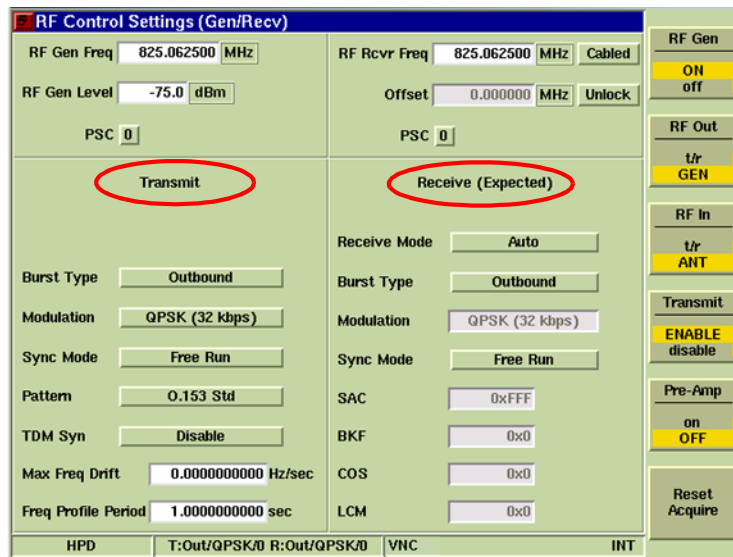 RF Control Settings (Gen/Recv)
RF Gen Freq 825.062500 MHz
RF Gen Level -75.0 dBm
PSC 0
RF Rcvr Freq 825.062500 MHz Cabled
Offset 0.000000 MHz Unlock
PSC 0
Transmit
Burst Type Outbound
Modulation QPSK (32 kbps)
Sync Mode Free Run
Pattern O.153 Std
TDM Syn Disable
Max Freq Drift 0.0000000000 Hz/sec
Freq Profile Period 1.0000000000 sec
Receive (Expected)
Receive Mode Auto
Burst Type Outbound
Modulation QPSK (32 kbps)
Sync Mode Free Run
SAC 0xFFF
BKF 0x0
COS 0x0
LCM 0x0
RF Gen
ON
off
RF Out
t/r
GEN
RF In
t/r
ANT
Transmit
ENABLE
disable
Pre-Amp
on
OFF
Reset
Acquire
HPD T:Out/QPSK/0 R:Out/QPSK/0 VNC INT